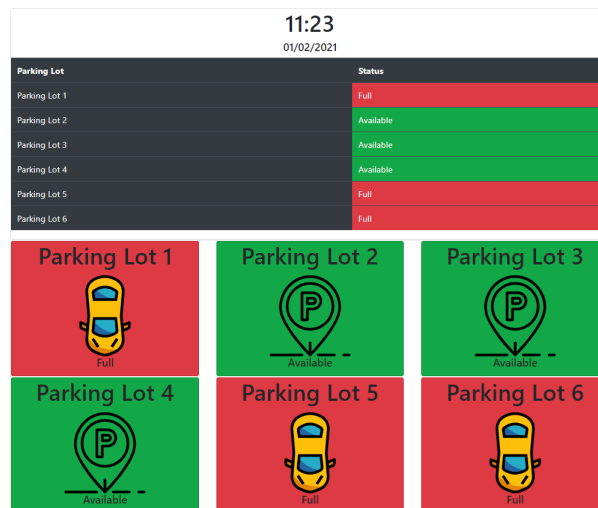 11:23
01/02/2021
Parking Lot Status
Parking Lot 1 Full
Parking Lot 2 Available
Parking Lot 3 Available
Parking Lot 4 Available
Parking Lot 5 Full
Parking Lot 6 Full
Parking Lot 1 Parking Lot 2 Parking Lot 3
P P
Full Available Available
Parking Lot 4 Parking Lot 5 Parking Lot 6
P
Available Full Full